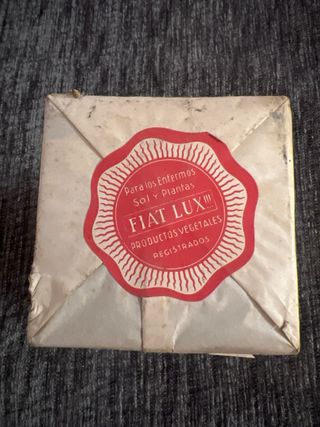 Para los Enfermos
Sol y Plantas
FIAT LUX!!!
PRODUCTOS VEGETALES
REGISTRADOS